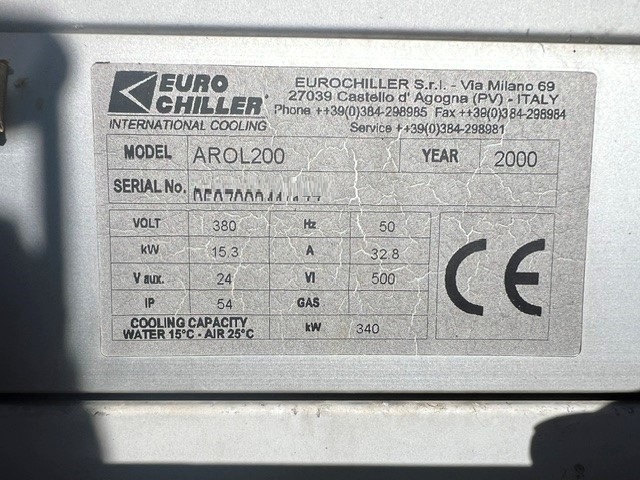 EURO CHILLER
INTERNATIONAL COOLING
EUROCHILLER S.r.l. - Via Milano 69
27039 Castello d' Agogna (PV) - ITALY
Phone ++39(0)384-298985 Fax ++39(0)384-298984
Service ++39(0)384-298981
MODEL AROL200 YEAR 2000
SERIAL No.
VOLT 380 Hz 50
kW 15.3 A 32.8
V aux. 24 VI 500
IP 54 GAS
COOLING CAPACITY
WATER 15°C - AIR 25°C kW 340
CE